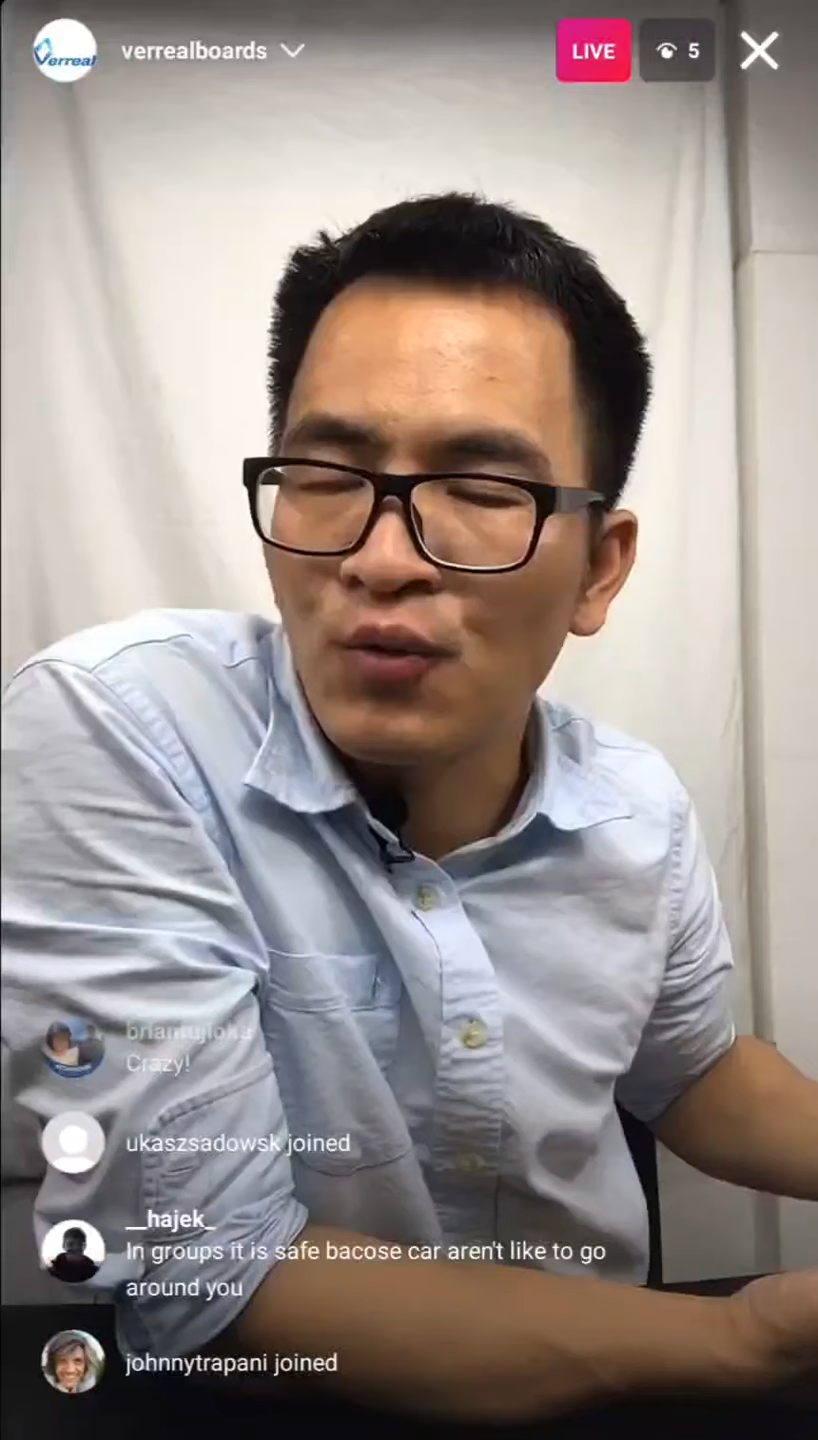 Verreal
verrealboards
LIVE
5
Crazy!
ukaszsadowsk joined
__hajek_
In groups it is safe bacose car aren't like to go
around you
johnnytrapani joined